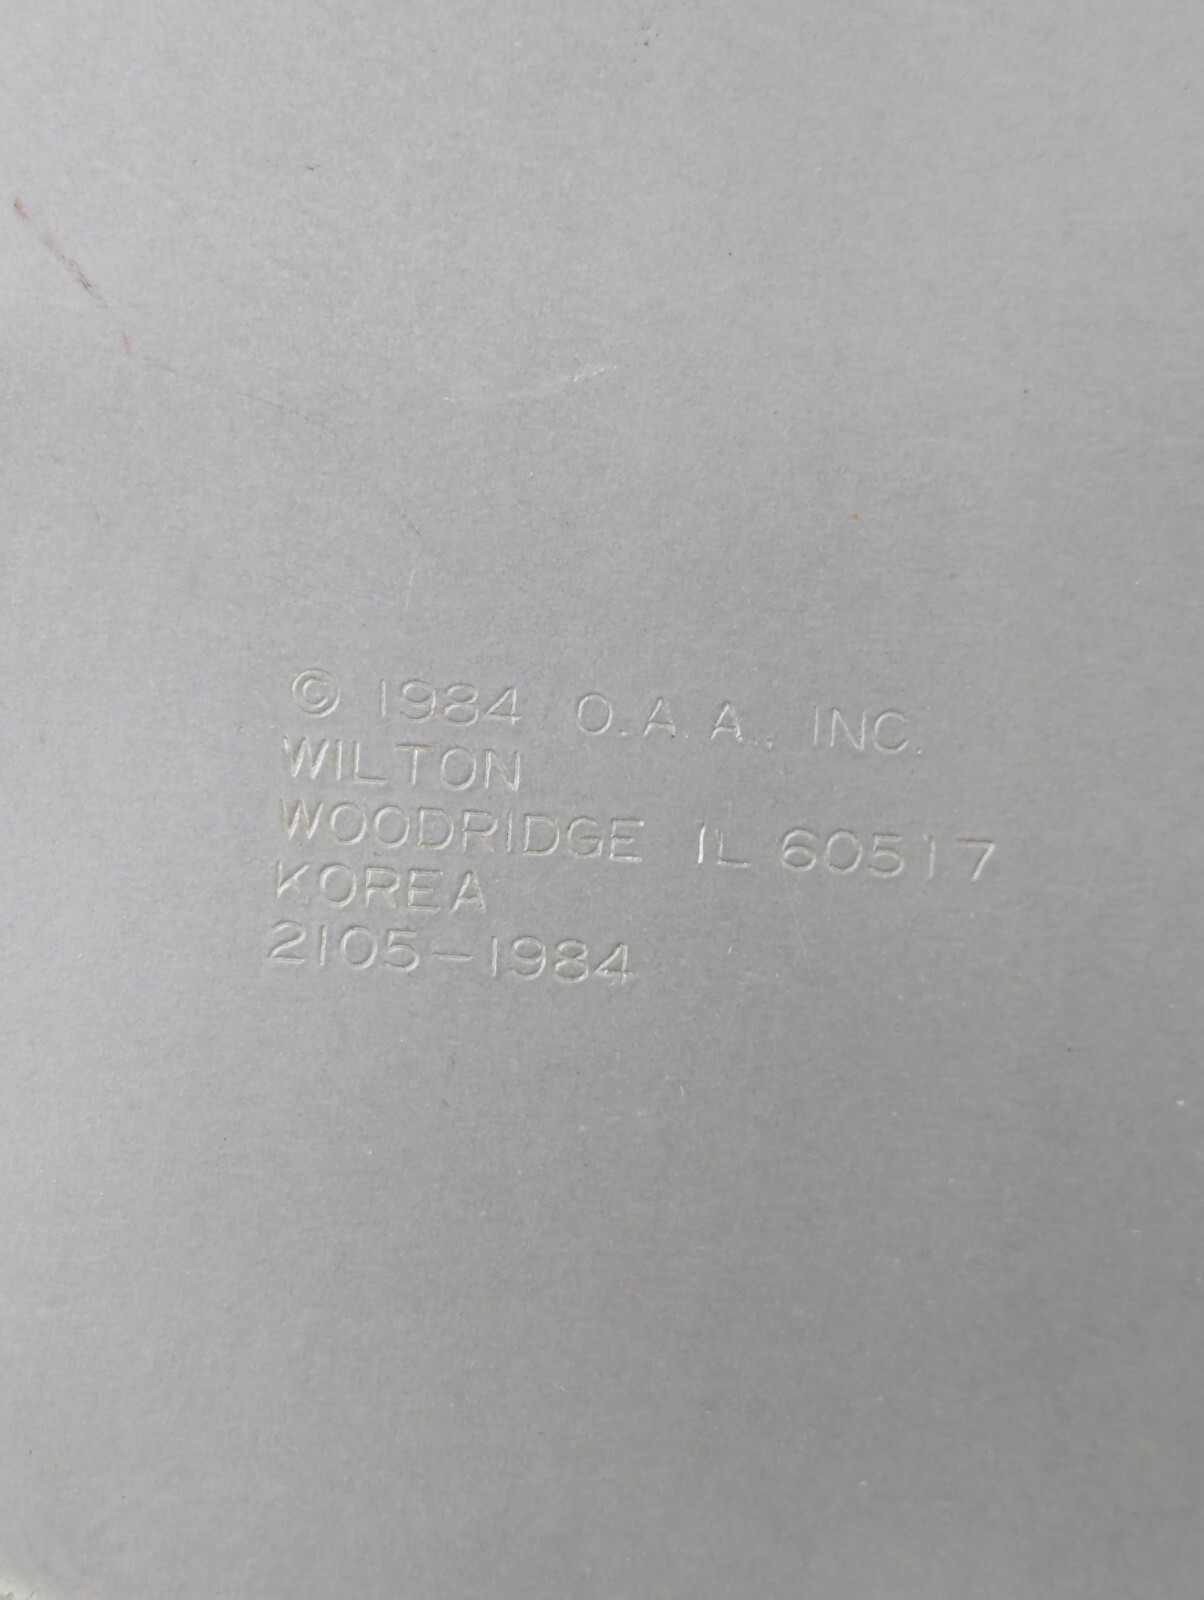 © 1984 O.A.A., INC.
WILTON
WOODRIDGE IL 60517
KOREA
2105-1984